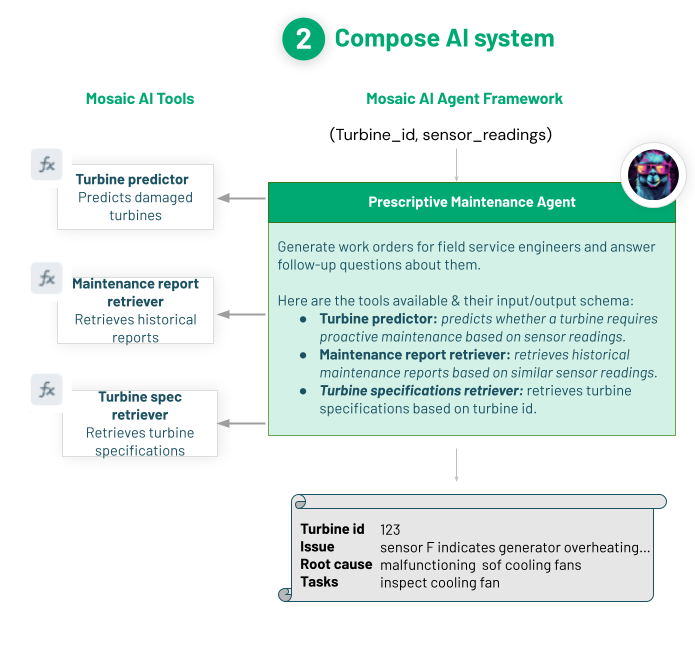 2 Compose AI system
Mosaic AI Tools
Mosaic AI Agent Framework
(Turbine_id, sensor_readings)
fx
Turbine predictor
Predicts damaged
turbines
fx
Maintenance report
retriever
Retrieves historical
reports
fx
Turbine spec
retriever
Retrieves turbine
specifications
Prescriptive Maintenance Agent
Generate work orders for field service engineers and answer
follow-up questions about them.
Here are the tools available & their input/output schema:
● Turbine predictor: predicts whether a turbine requires
proactive maintenance based on sensor readings.
● Maintenance report retriever: retrieves historical
maintenance reports based on similar sensor readings.
● Turbine specifications retriever: retrieves turbine
specifications based on turbine id.
Turbine id 123
Issue sensor F indicates generator overheating...
Root cause malfunctioning sof cooling fans
Tasks inspect cooling fan